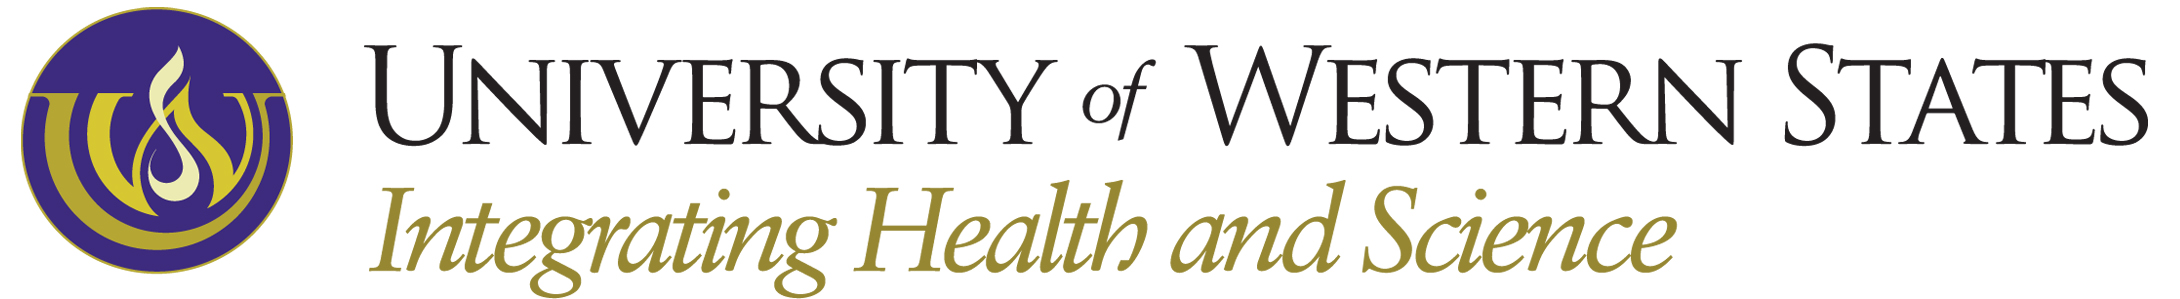 UNIVERSITY of WESTERN STATES
Integrating Health and Science